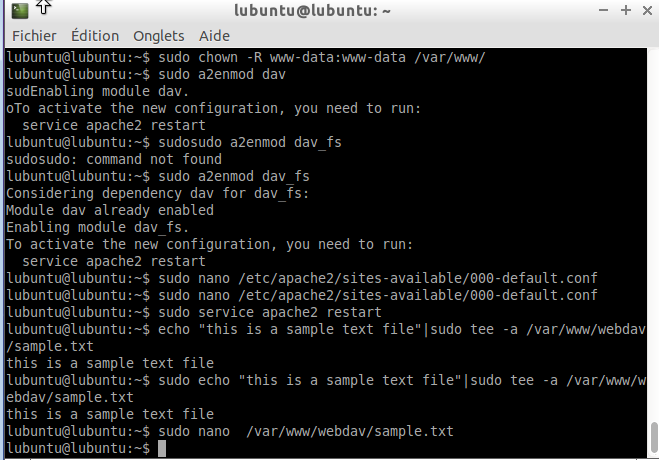 lubuntu@lubuntu: ~
Fichier Édition Onglets Aide
lubuntu@lubuntu:~$ sudo chown -R www-data:www-data /var/www/
lubuntu@lubuntu:~$ sudo a2enmod dav
sudEnabling module dav.
oTo activate the new configuration, you need to run:
  service apache2 restart
lubuntu@lubuntu:~$ sudosudo a2enmod dav_fs
sudosudo: command not found
lubuntu@lubuntu:~$ sudo a2enmod dav_fs
Considering dependency dav for dav_fs:
Module dav already enabled
Enabling module dav_fs.
To activate the new configuration, you need to run:
  service apache2 restart
lubuntu@lubuntu:~$ sudo nano /etc/apache2/sites-available/000-default.conf
lubuntu@lubuntu:~$ sudo nano /etc/apache2/sites-available/000-default.conf
lubuntu@lubuntu:~$ sudo service apache2 restart
lubuntu@lubuntu:~$ echo "this is a sample text file"|sudo tee -a /var/www/webdav
/sample.txt
this is a sample text file
lubuntu@lubuntu:~$ sudo echo "this is a sample text file"|sudo tee -a /var/www/w
ebdav/sample.txt
this is a sample text file
lubuntu@lubuntu:~$ sudo nano  /var/www/webdav/sample.txt
lubuntu@lubuntu:~$